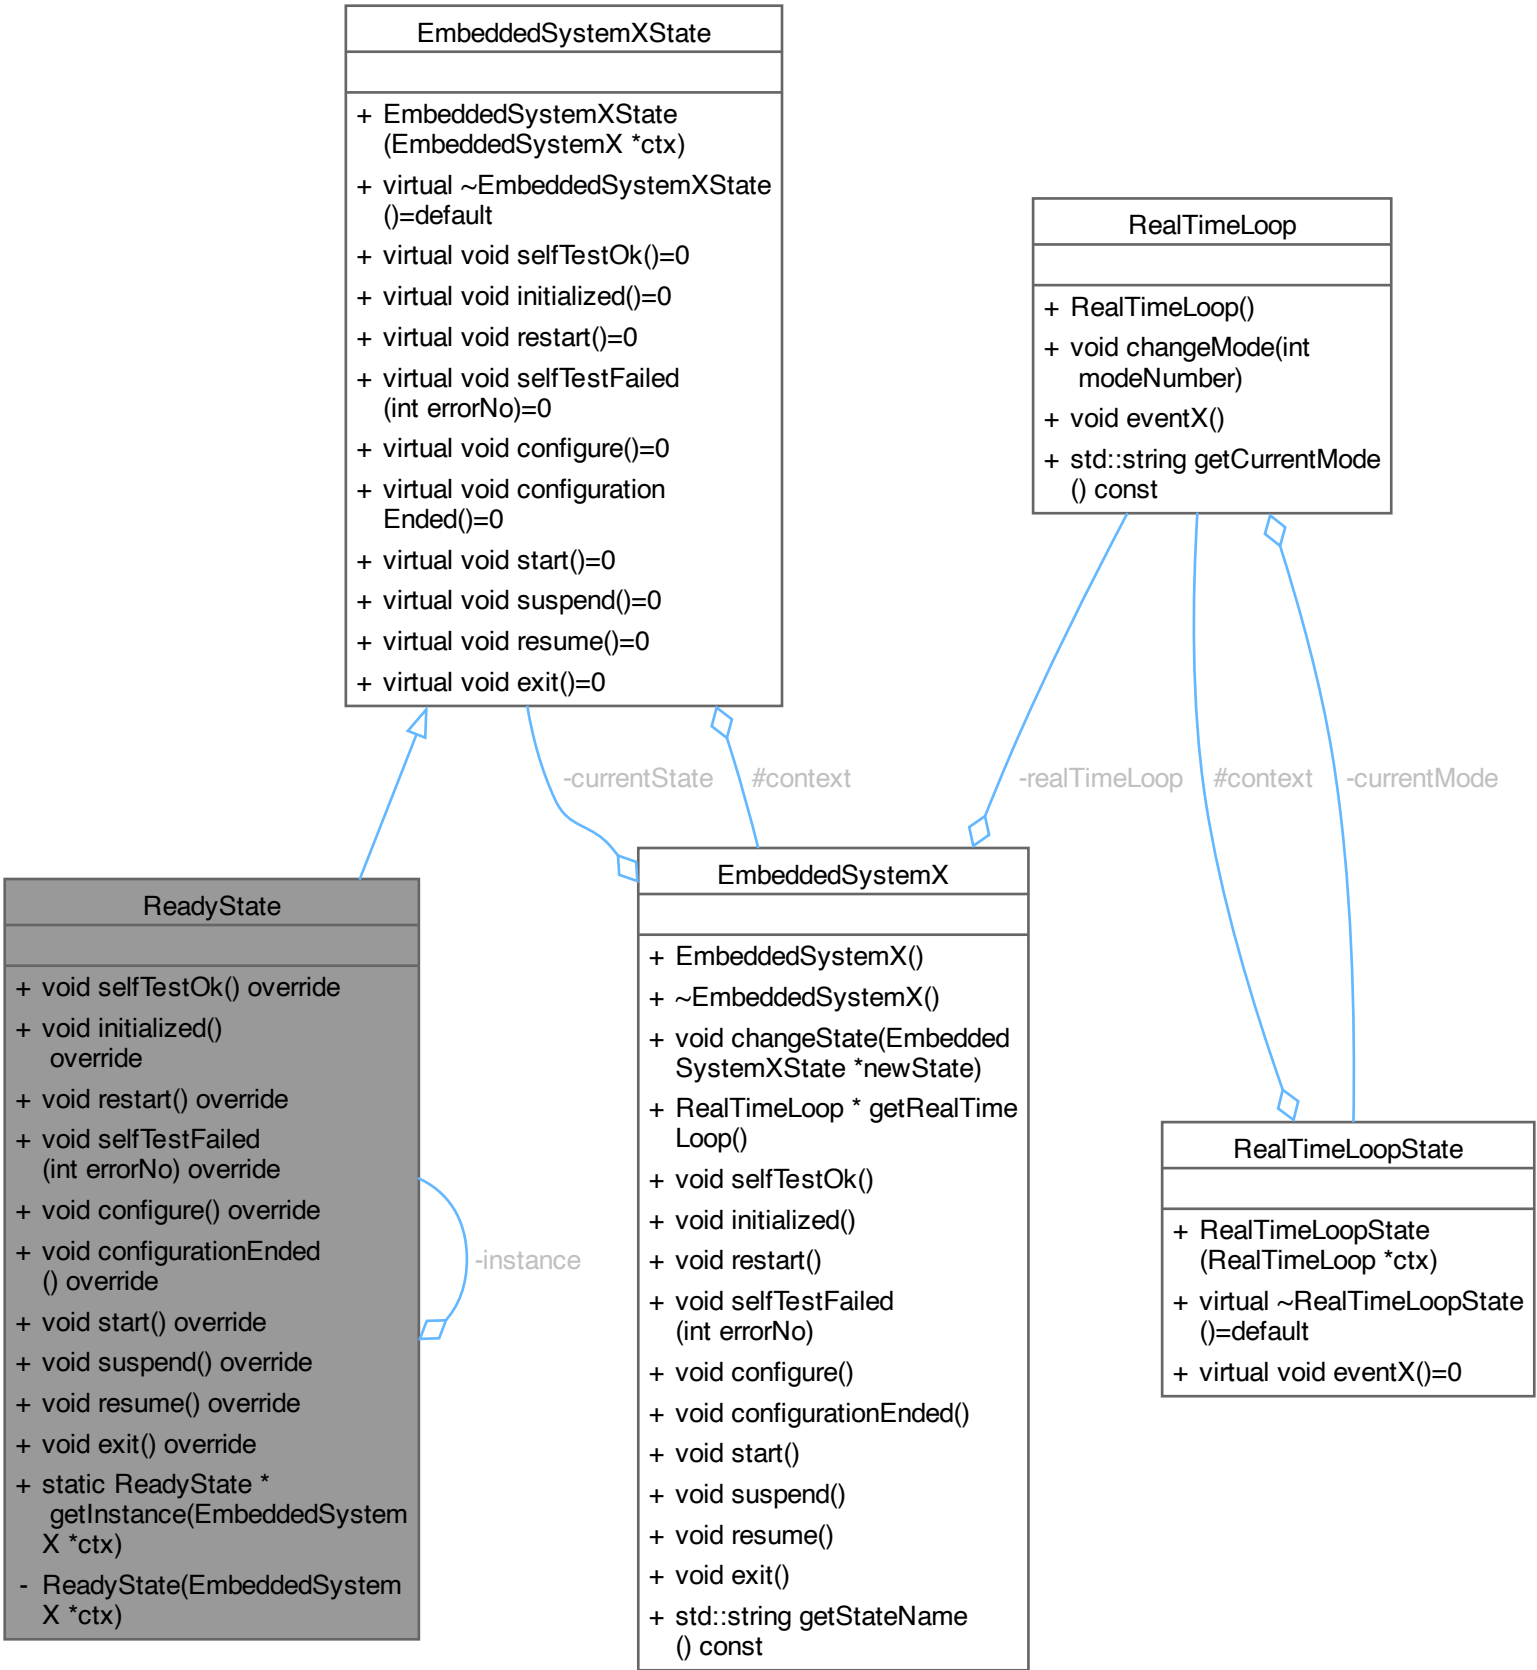 EmbeddedSystemXState
+ EmbeddedSystemXState
(EmbeddedSystemX *ctx)
+ virtual ~EmbeddedSystemXState
()=default
+ virtual void selfTestOk()=0
+ virtual void initialized()=0
+ virtual void restart()=0
+ virtual void selfTestFailed
(int errorNo)=0
+ virtual void configure()=0
+ virtual void configuration
Ended()=0
+ virtual void start()=0
+ virtual void suspend()=0
+ virtual void resume()=0
+ virtual void exit()=0
RealTimeLoop
+ RealTimeLoop()
+ void changeMode(int
modeNumber)
+ void eventX()
+ std::string getCurrentMode
() const
-currentState
#context
-realTimeLoop
#context
-currentMode
ReadyState
+ void selfTestOk() override
+ void initialized()
override
+ void restart() override
+ void selfTestFailed
(int errorNo) override
+ void configure() override
+ void configurationEnded
() override
+ void start() override
+ void suspend() override
+ void resume() override
+ void exit() override
+ static ReadyState *
getInstance(EmbeddedSystem
X *ctx)
- ReadyState(EmbeddedSystem
X *ctx)
-instance
EmbeddedSystemX
+ EmbeddedSystemX()
+ ~EmbeddedSystemX()
+ void changeState(Embedded
SystemXState *newState)
+ RealTimeLoop * getRealTime
Loop()
+ void selfTestOk()
+ void initialized()
+ void restart()
+ void selfTestFailed
(int errorNo)
+ void configure()
+ void configurationEnded()
+ void start()
+ void suspend()
+ void resume()
+ void exit()
+ std::string getStateName
() const
RealTimeLoopState
+ RealTimeLoopState
(RealTimeLoop *ctx)
+ virtual ~RealTimeLoopState
()=default
+ virtual void eventX()=0